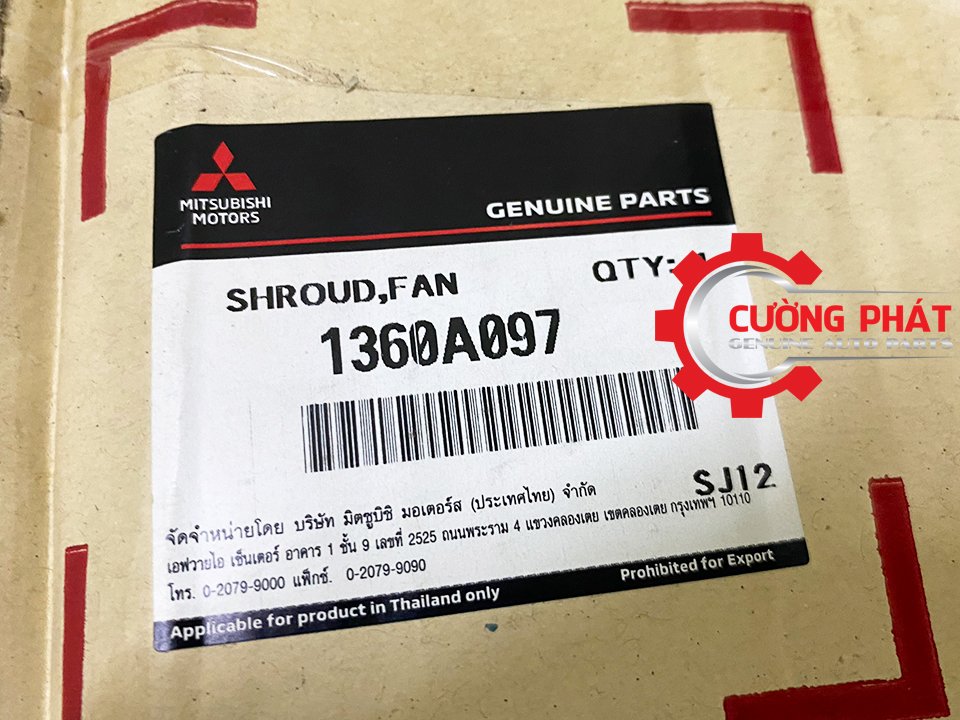 MITSUBISHI
MOTORS
GENUINE PARTS
SHROUD,FAN
QTY:
1360A097
CƯỜNG PHÁT
GENUINE AUTO PARTS
SJ12
จัดจำหน่ายโดย บริษัท มิตซูบิชิ มอเตอร์ส (ประเทศไทย) จำกัด
เอฟวายไอ เซ็นเตอร์ อาคาร 1 ชั้น 9 เลขที่ 2525 ถนนพระราม 4 แขวงคลองเตย เขตคลองเตย กรุงเทพฯ 10110
โทร. 0-2079-9000 แฟ็กซ์. 0-2079-9090
Applicable for product in Thailand only
Prohibited for Export